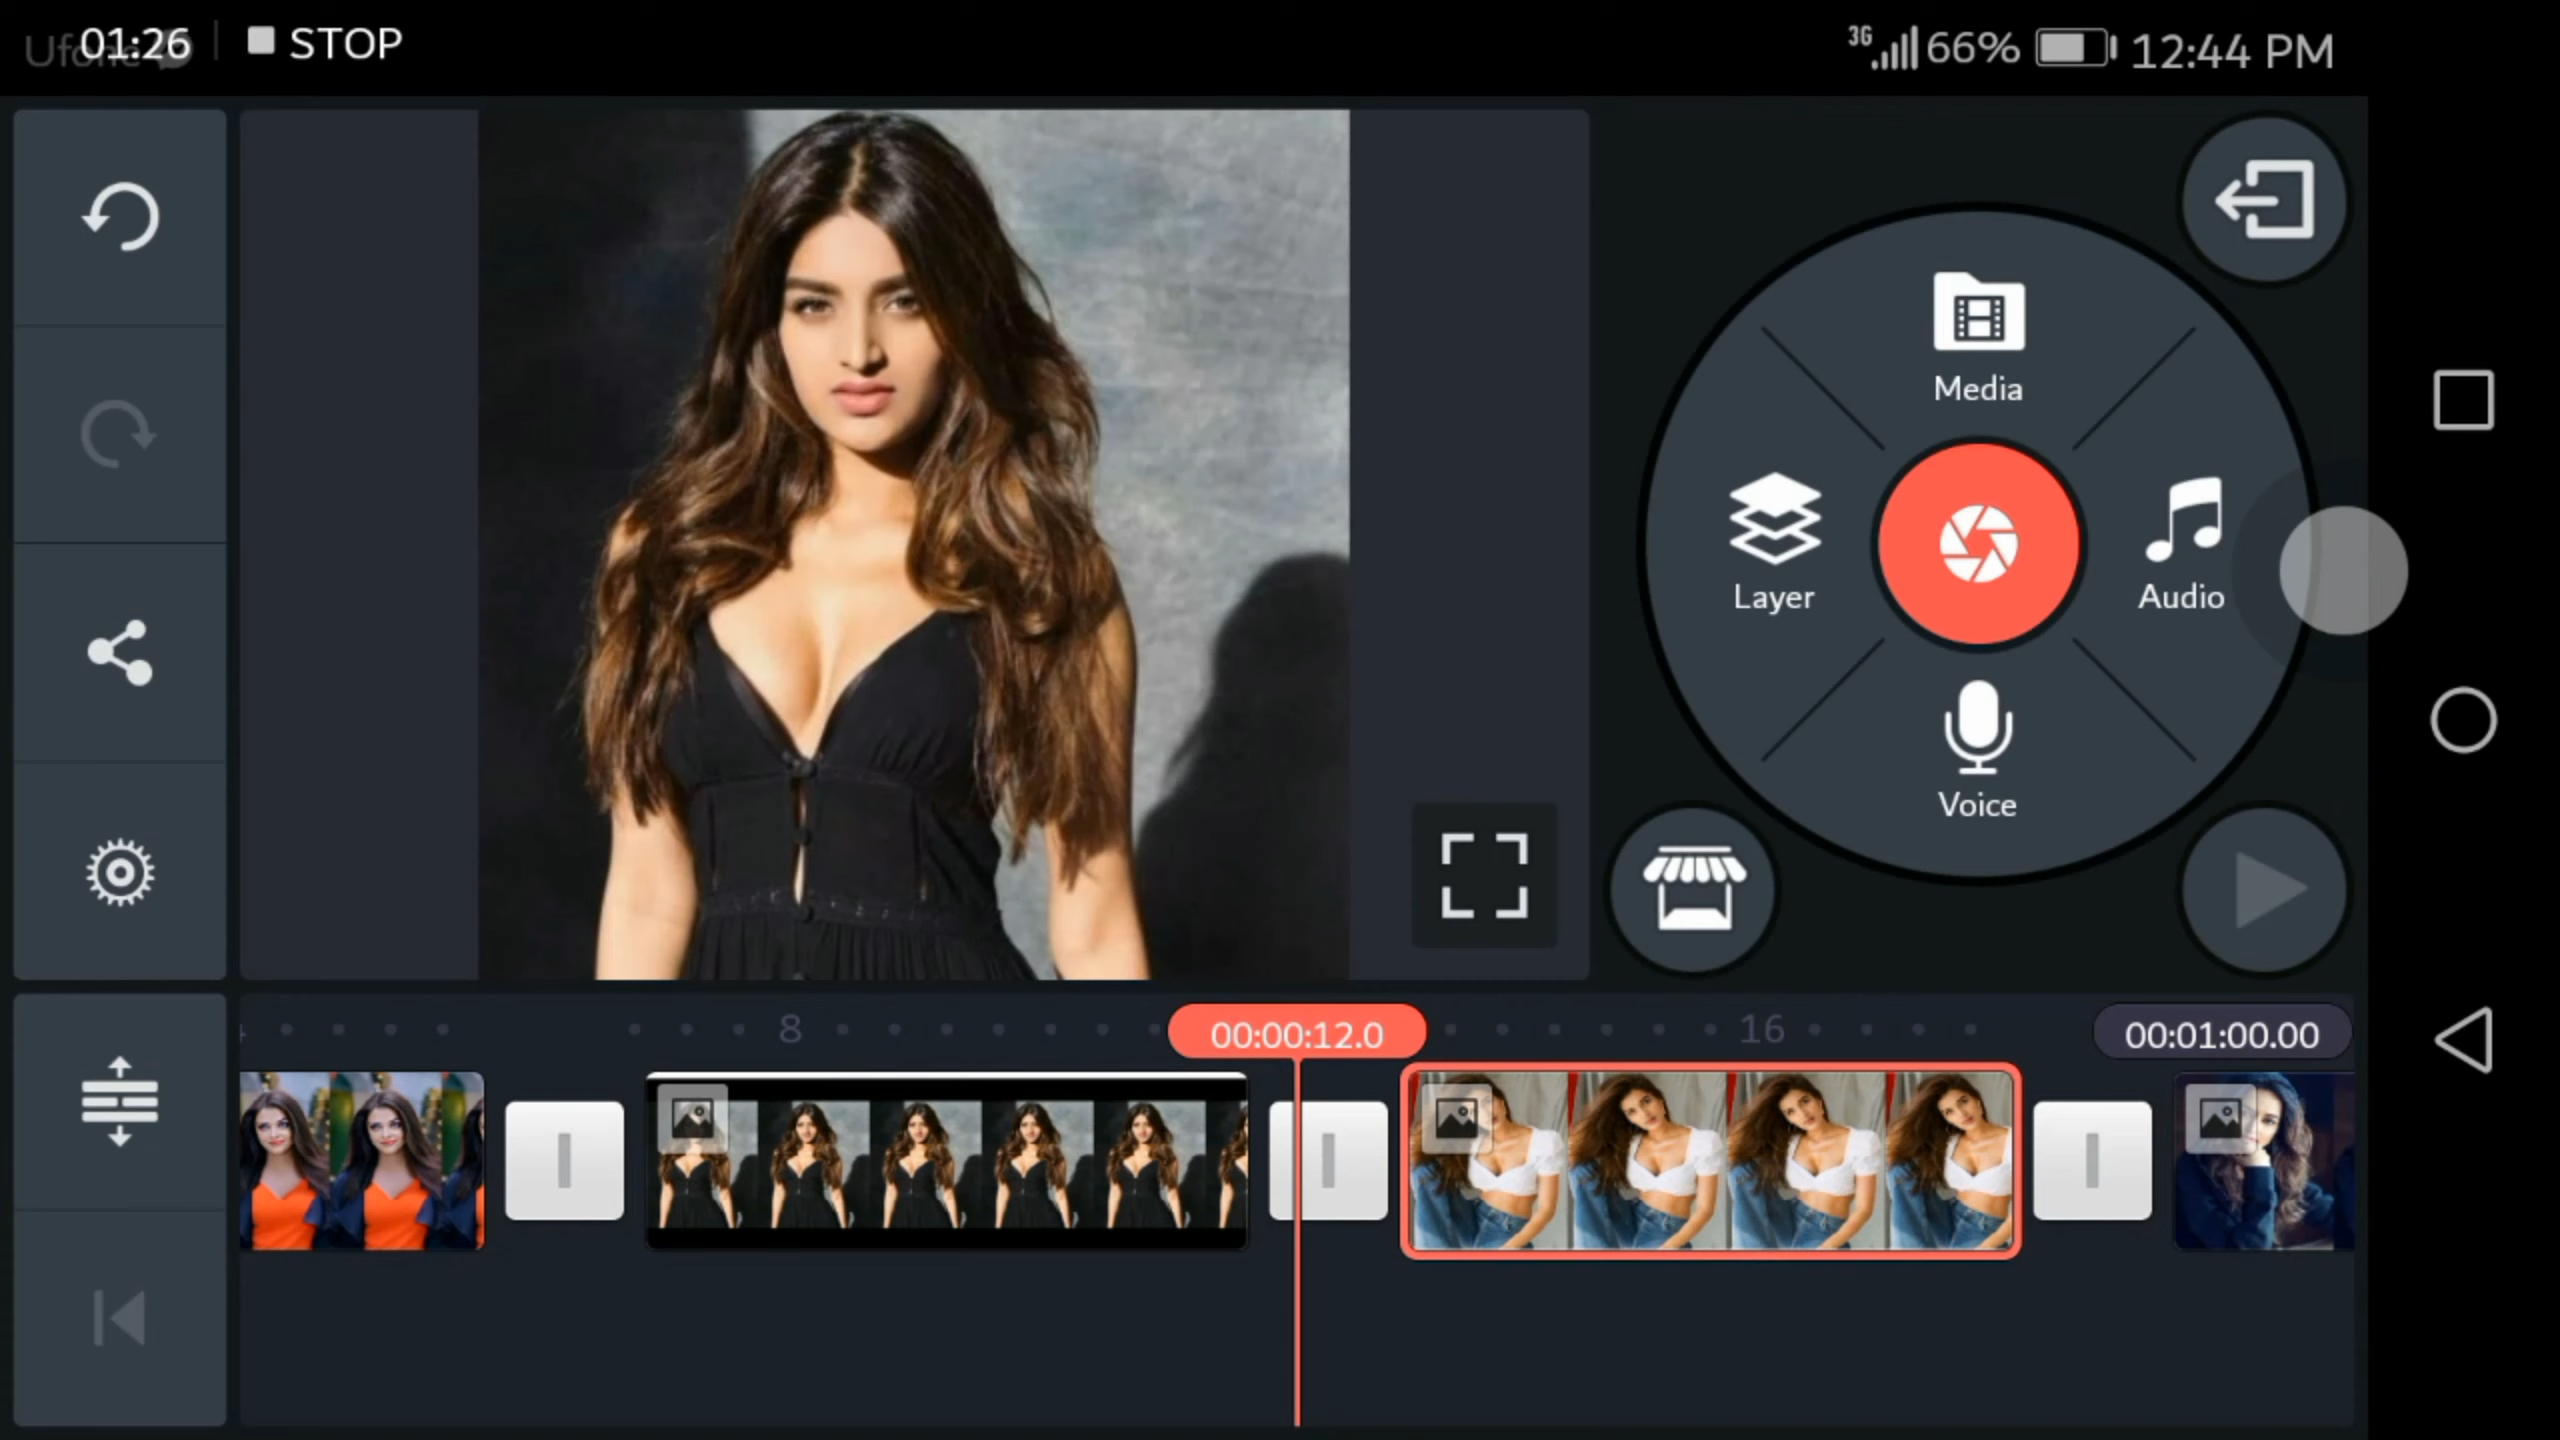 01:26 STOP
3G 66% 12:44 PM
Media
Layer
Audio
Voice
8
00:00:12.0
16
00:01:00.00